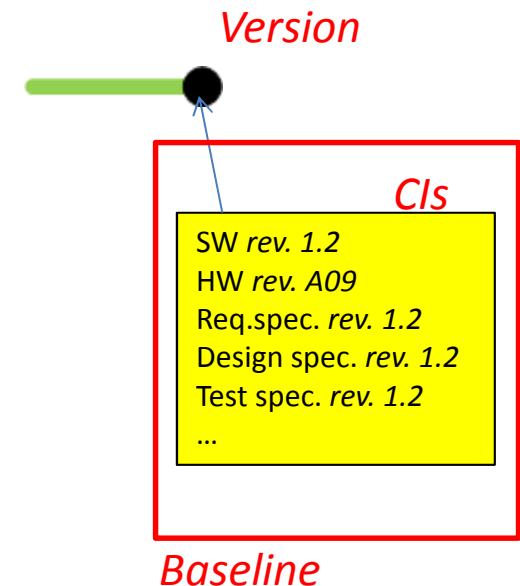 Version
CIs
SW rev. 1.2
HW rev. A09
Req.spec. rev. 1.2
Design spec. rev. 1.2
Test spec. rev. 1.2
…
Baseline